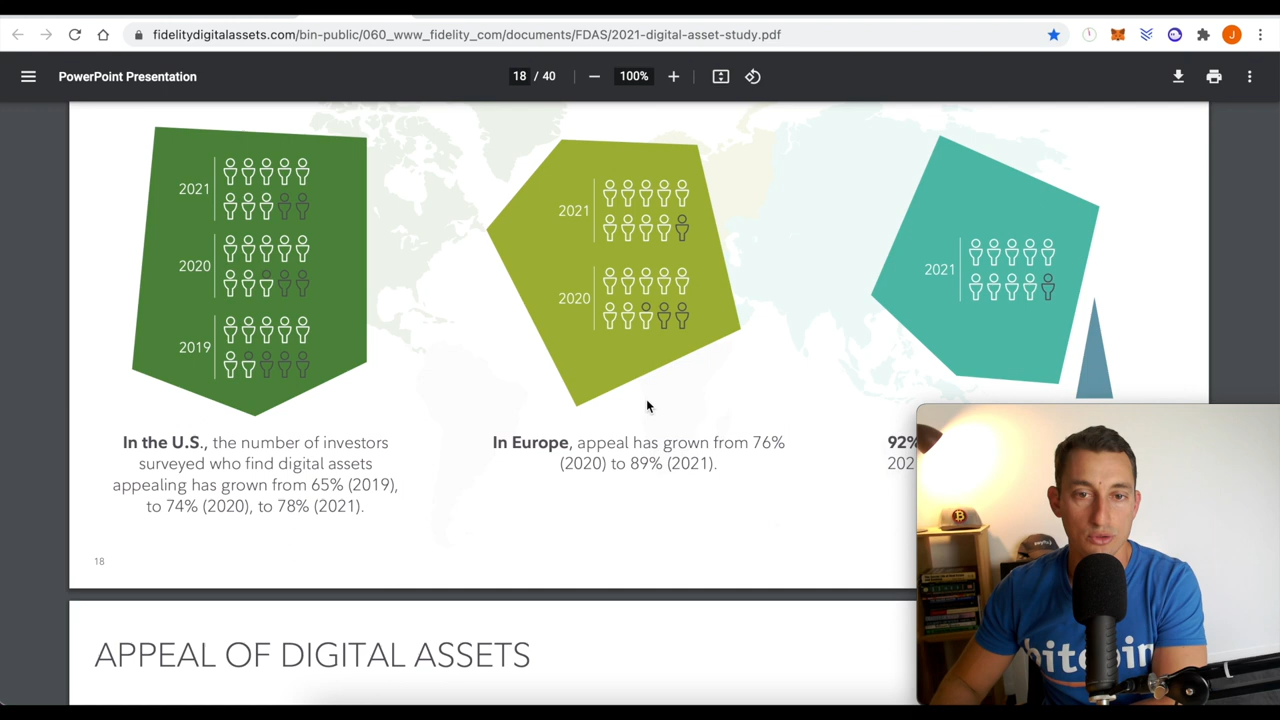 fidelitydigitalassets.com/bin-public/060_www_fidelity_com/documents/FDAS/2021-digital-asset-study.pdf
J
PowerPoint Presentation
18 / 40
100%
2021
2020
2019
2021
2020
2021
In the U.S., the number of investors
surveyed who find digital assets
appealing has grown from 65% (2019),
to 74% (2020), to 78% (2021).
In Europe, appeal has grown from 76%
(2020) to 89% (2021).
92%
202
18
APPEAL OF DIGITAL ASSETS
bitcoin